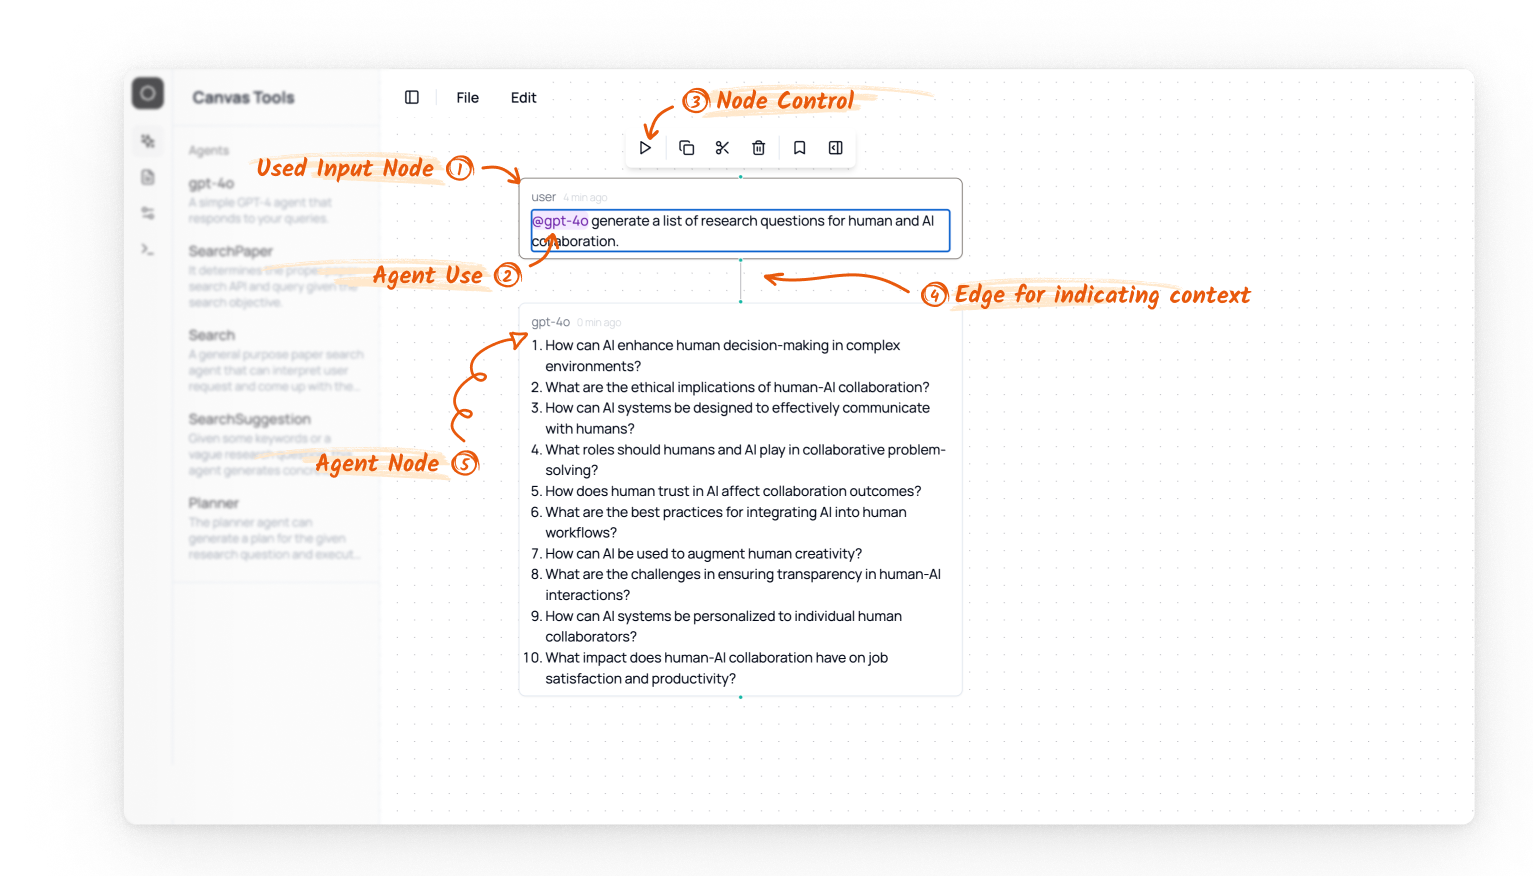 Canvas Tools
File Edit
③ Node Control
Agents
Used Input Node ①
gpt-4o
A simple GPT-4 agent that
responds to your queries.
user 4 min ago
@gpt-4o generate a list of research questions for human and AI
collaboration.
SearchPaper
It determines the proper
search API and query given the
search objective.
Agent Use ②
④ Edge for indicating context
Search
A general purpose paper search
agent that can interpret user
request and come up with the...
SearchSuggestion
Given some keywords or a
vague research
agent generates
Agent Node ⑤
Planner
The planner agent can
generate a plan for the given
research question and execut...
gpt-4o 0 min ago
1. How can AI enhance human decision-making in complex
environments?
2. What are the ethical implications of human-AI collaboration?
3. How can AI systems be designed to effectively communicate
with humans?
4. What roles should humans and AI play in collaborative problem-
solving?
5. How does human trust in AI affect collaboration outcomes?
6. What are the best practices for integrating AI into human
workflows?
7. How can AI be used to augment human creativity?
8. What are the challenges in ensuring transparency in human-AI
interactions?
9. How can AI systems be personalized to individual human
collaborators?
10. What impact does human-AI collaboration have on job
satisfaction and productivity?